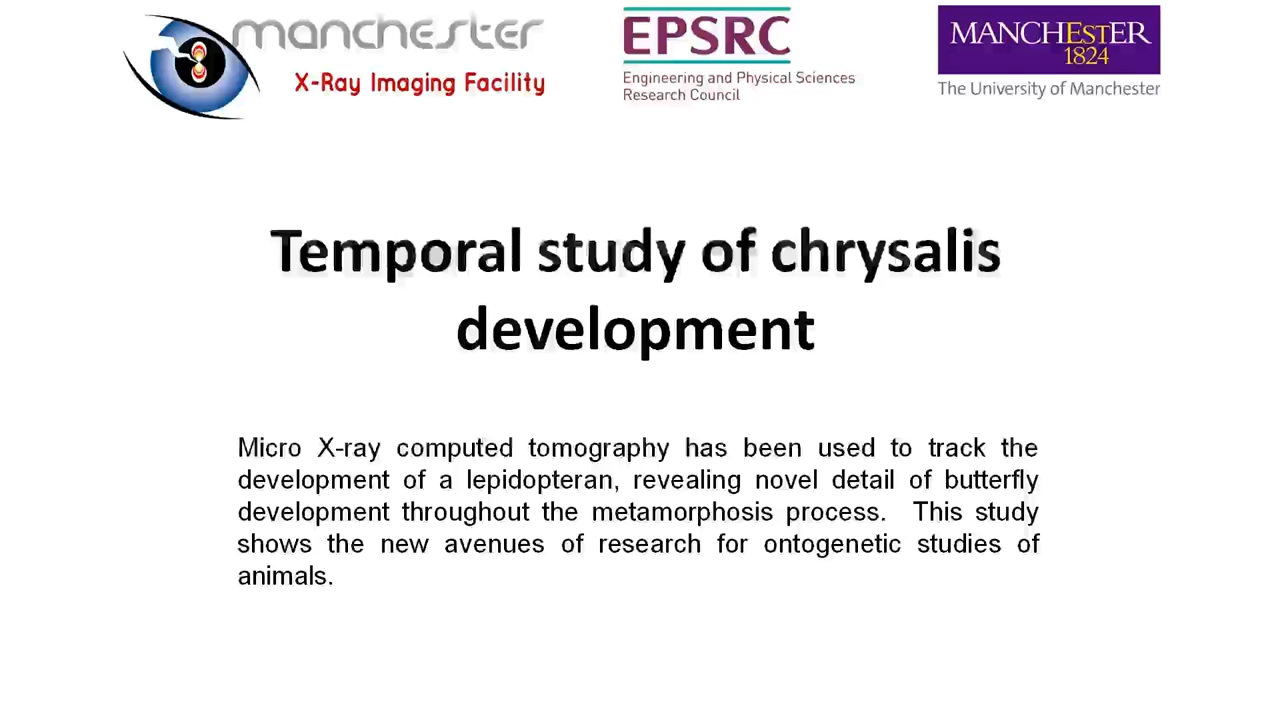 manchester
X-Ray Imaging Facility
EPSRC
Engineering and Physical Sciences
Research Council
MANCHESTER
1824
The University of Manchester
Temporal study of chrysalis
development
Micro X-ray computed tomography has been used to track the
development of a lepidopteran, revealing novel detail of butterfly
development throughout the metamorphosis process. This study
shows the new avenues of research for ontogenetic studies of
animals.